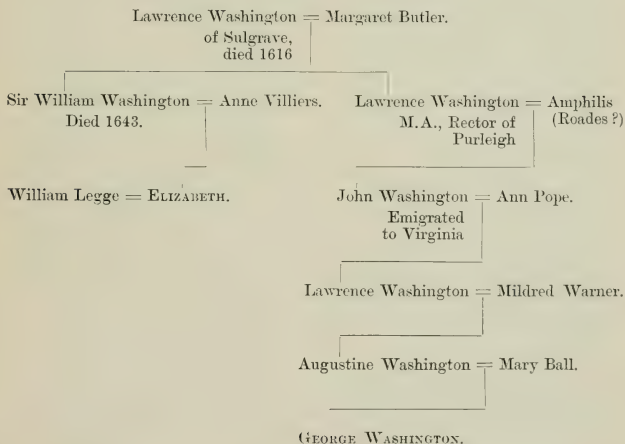 Lawrence Washington = Margaret Butler.
of Sulgrave,
died 1616
Sir William Washington = Anne Villiers.
Died 1643.
Lawrence Washington = Amphilis
M.A., Rector of (Roades ?)
Purleigh
William Legge = ELIZABETH.
John Washington = Ann Pope.
Emigrated
to Virginia
Lawrence Washington = Mildred Warner.
Augustine Washington = Mary Ball.
GEORGE WASHINGTON.